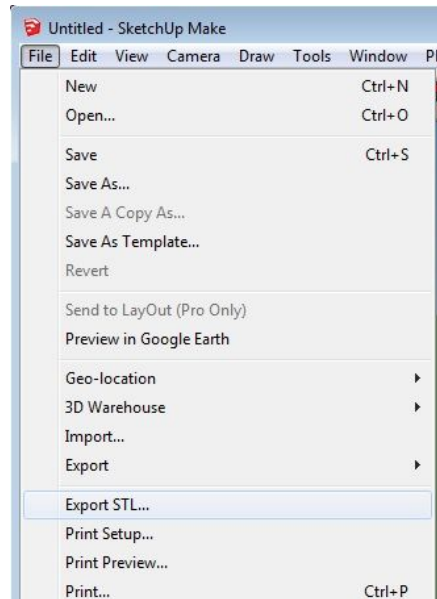 Untitled - SketchUp Make
File Edit View Camera Draw Tools Window
New Ctrl+N
Open... Ctrl+O
Save Ctrl+S
Save As...
Save A Copy As...
Save As Template...
Revert
Send to LayOut (Pro Only)
Preview in Google Earth
Geo-location
3D Warehouse
Import...
Export
Export STL...
Print Setup...
Print Preview...
Print... Ctrl+P